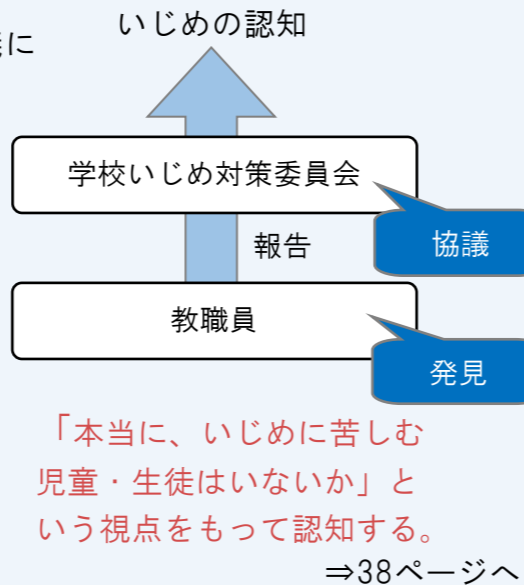 に
いじめの認知
学校いじめ対策委員会
協議
報告
教職員
発見
「本当に、いじめに苦しむ
児童・生徒はいないか」と
いう視点をもって認知する。
⇒38ページへ